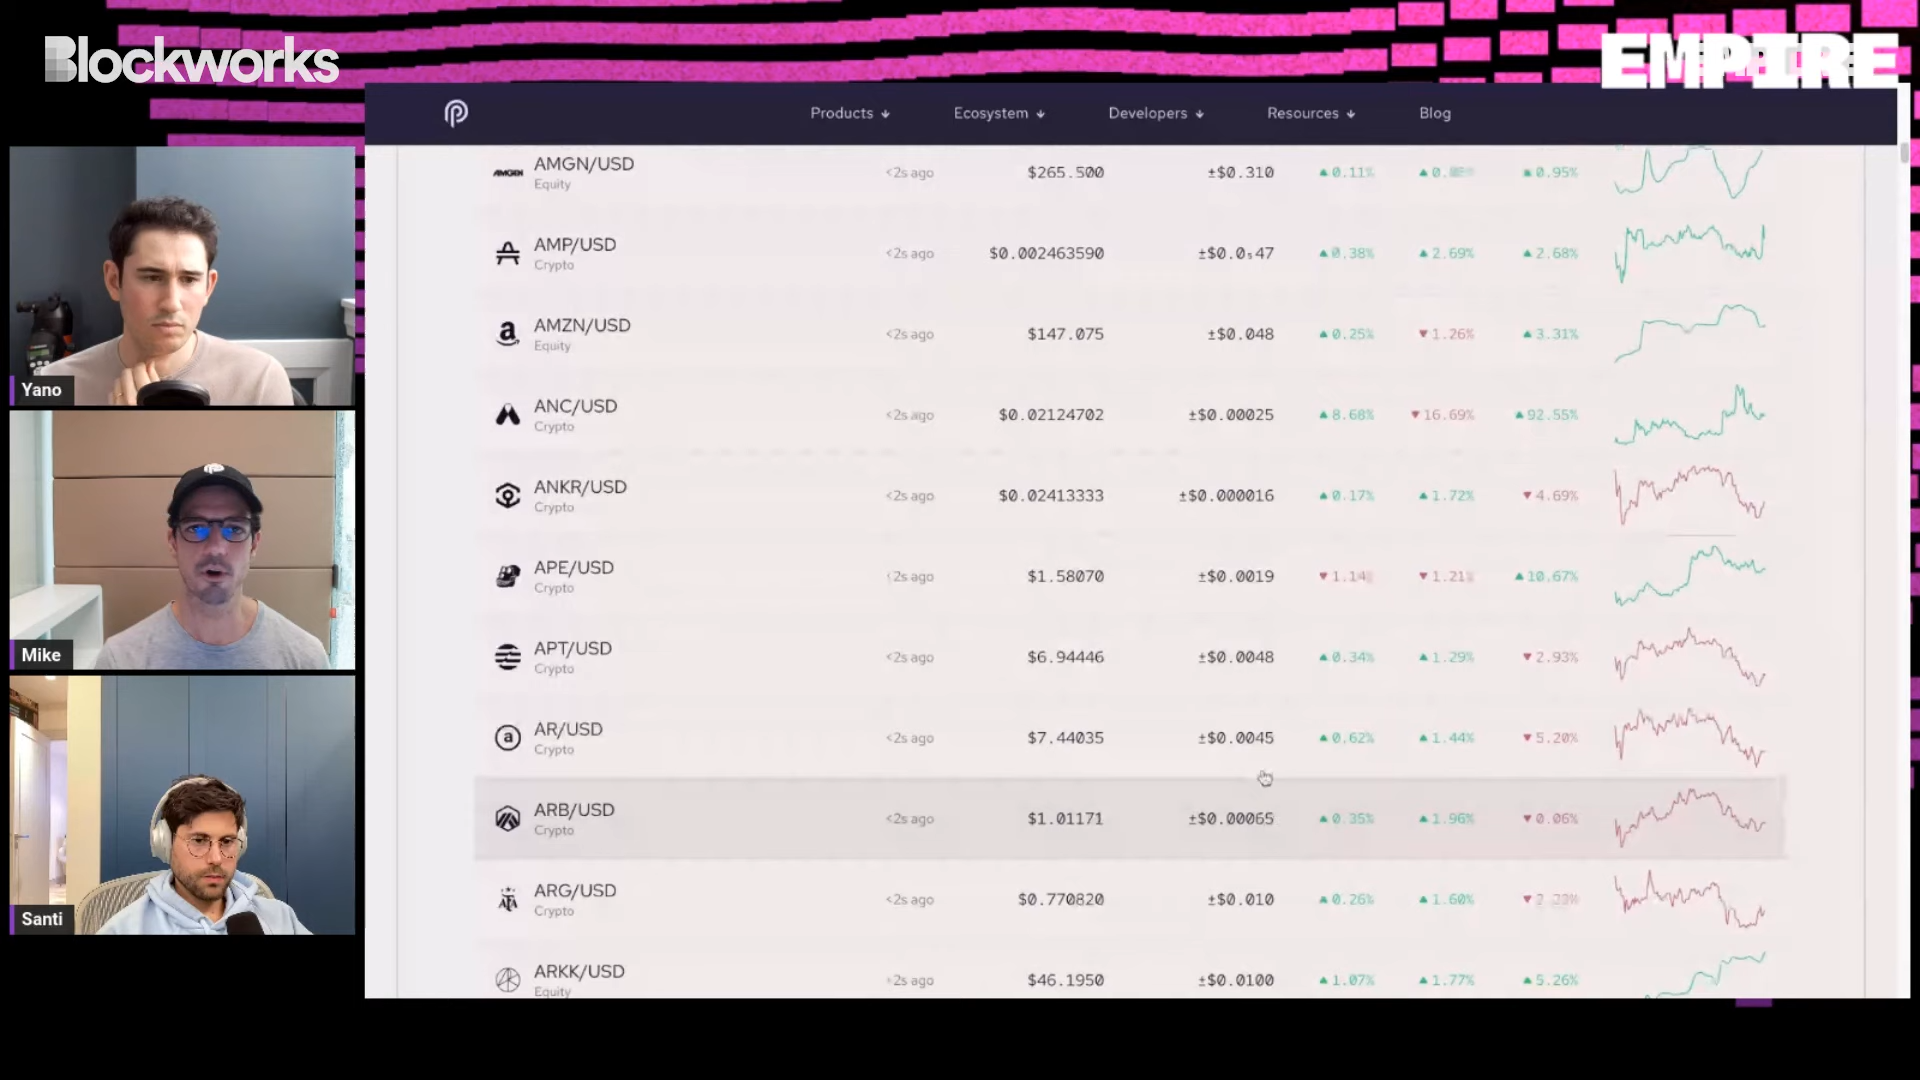 Blockworks
EMPIRE
Products Ecosystem Developers Resources Blog
AMGEN AMGN/USD <2s ago $265.500 ±$0.310 0.11% 0.95%
Equity
AMP/USD <2s ago $0.002463590 ±$0.0₅47 0.38% 2.69% 2.68%
Crypto
AMZN/USD <2s ago $147.075 ±$0.048 0.25% 1.26% 3.31%
Equity
ANC/USD <2s ago $0.02124702 ±$0.00025 8.68% 16.69% 92.55%
Crypto
ANKR/USD <2s ago $0.02413333 ±$0.000016 0.17% 1.72% 4.69%
Crypto
APE/USD <2s ago $1.58070 ±$0.0019 1.14% 1.21% 10.67%
Crypto
APT/USD <2s ago $6.94446 ±$0.0048 0.34% 1.29% 2.93%
Crypto
AR/USD <2s ago $7.44035 ±$0.0045 0.62% 1.44% 5.20%
Crypto
ARB/USD <2s ago $1.01171 ±$0.00065 0.35% 1.96% 0.06%
Crypto
ARG/USD <2s ago $0.770820 ±$0.010 0.26% 1.60%
Crypto
ARKK/USD <2s ago $46.1950 ±$0.0100 1.07% 1.77% 5.26%
Equity
Yano
Mike
Santi